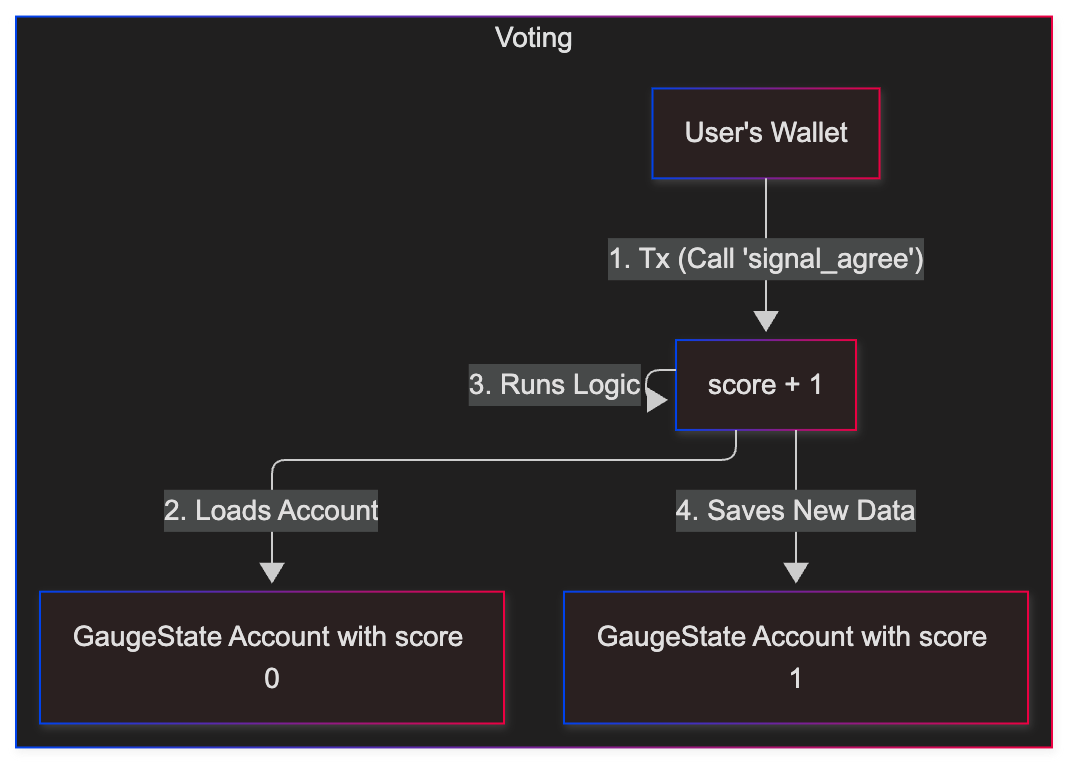 Voting
User's Wallet
1. Tx (Call 'signal_agree')
3. Runs Logic
score + 1
2. Loads Account
4. Saves New Data
GaugeState Account with score
0
GaugeState Account with score
1